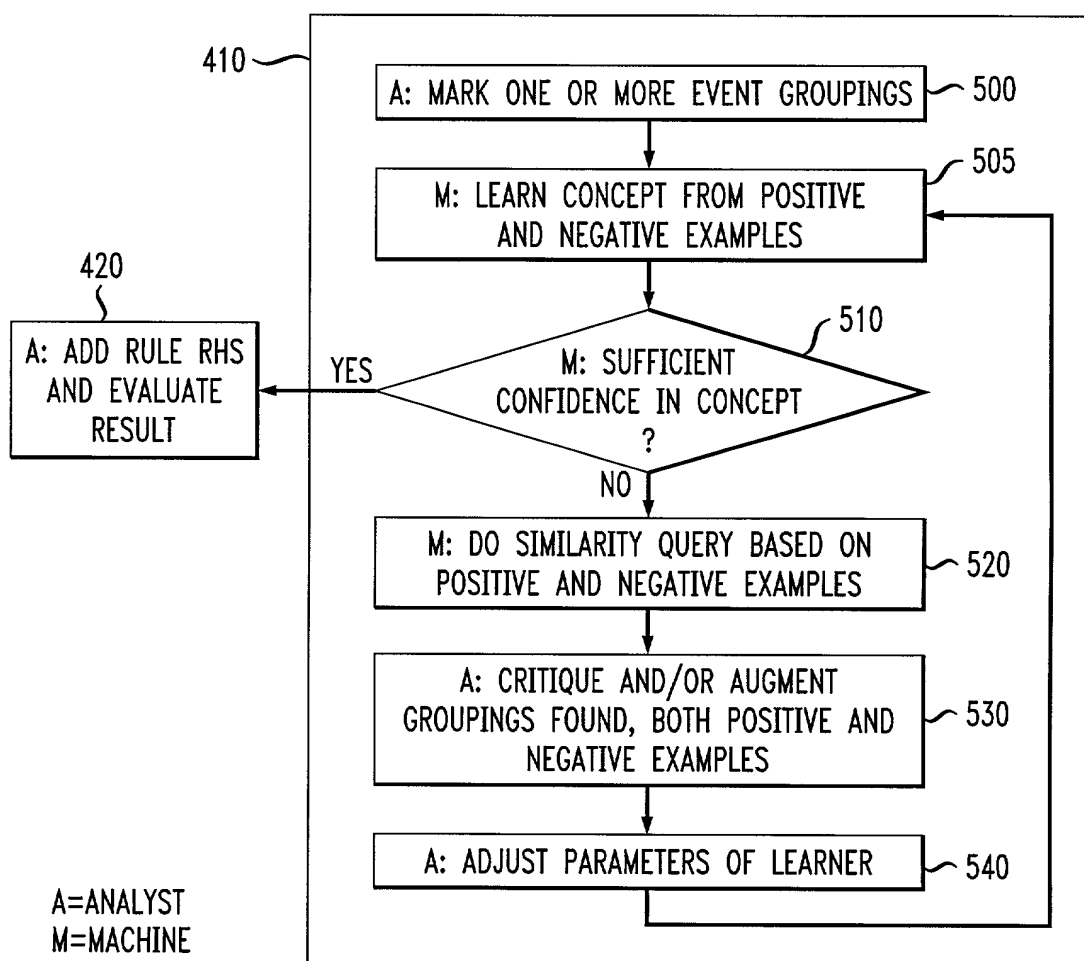 410
A: MARK ONE OR MORE EVENT GROUPINGS
500
505
M: LEARN CONCEPT FROM POSITIVE
AND NEGATIVE EXAMPLES
420
A: ADD RULE RHS
AND EVALUATE
RESULT
YES
510
M: SUFFICIENT
CONFIDENCE IN CONCEPT
?
NO
M: DO SIMILARITY QUERY BASED ON
POSITIVE AND NEGATIVE EXAMPLES
520
A: CRITIQUE AND/OR AUGMENT
GROUPINGS FOUND, BOTH POSITIVE AND
NEGATIVE EXAMPLES
530
A: ADJUST PARAMETERS OF LEARNER
540
A=ANALYST
M=MACHINE